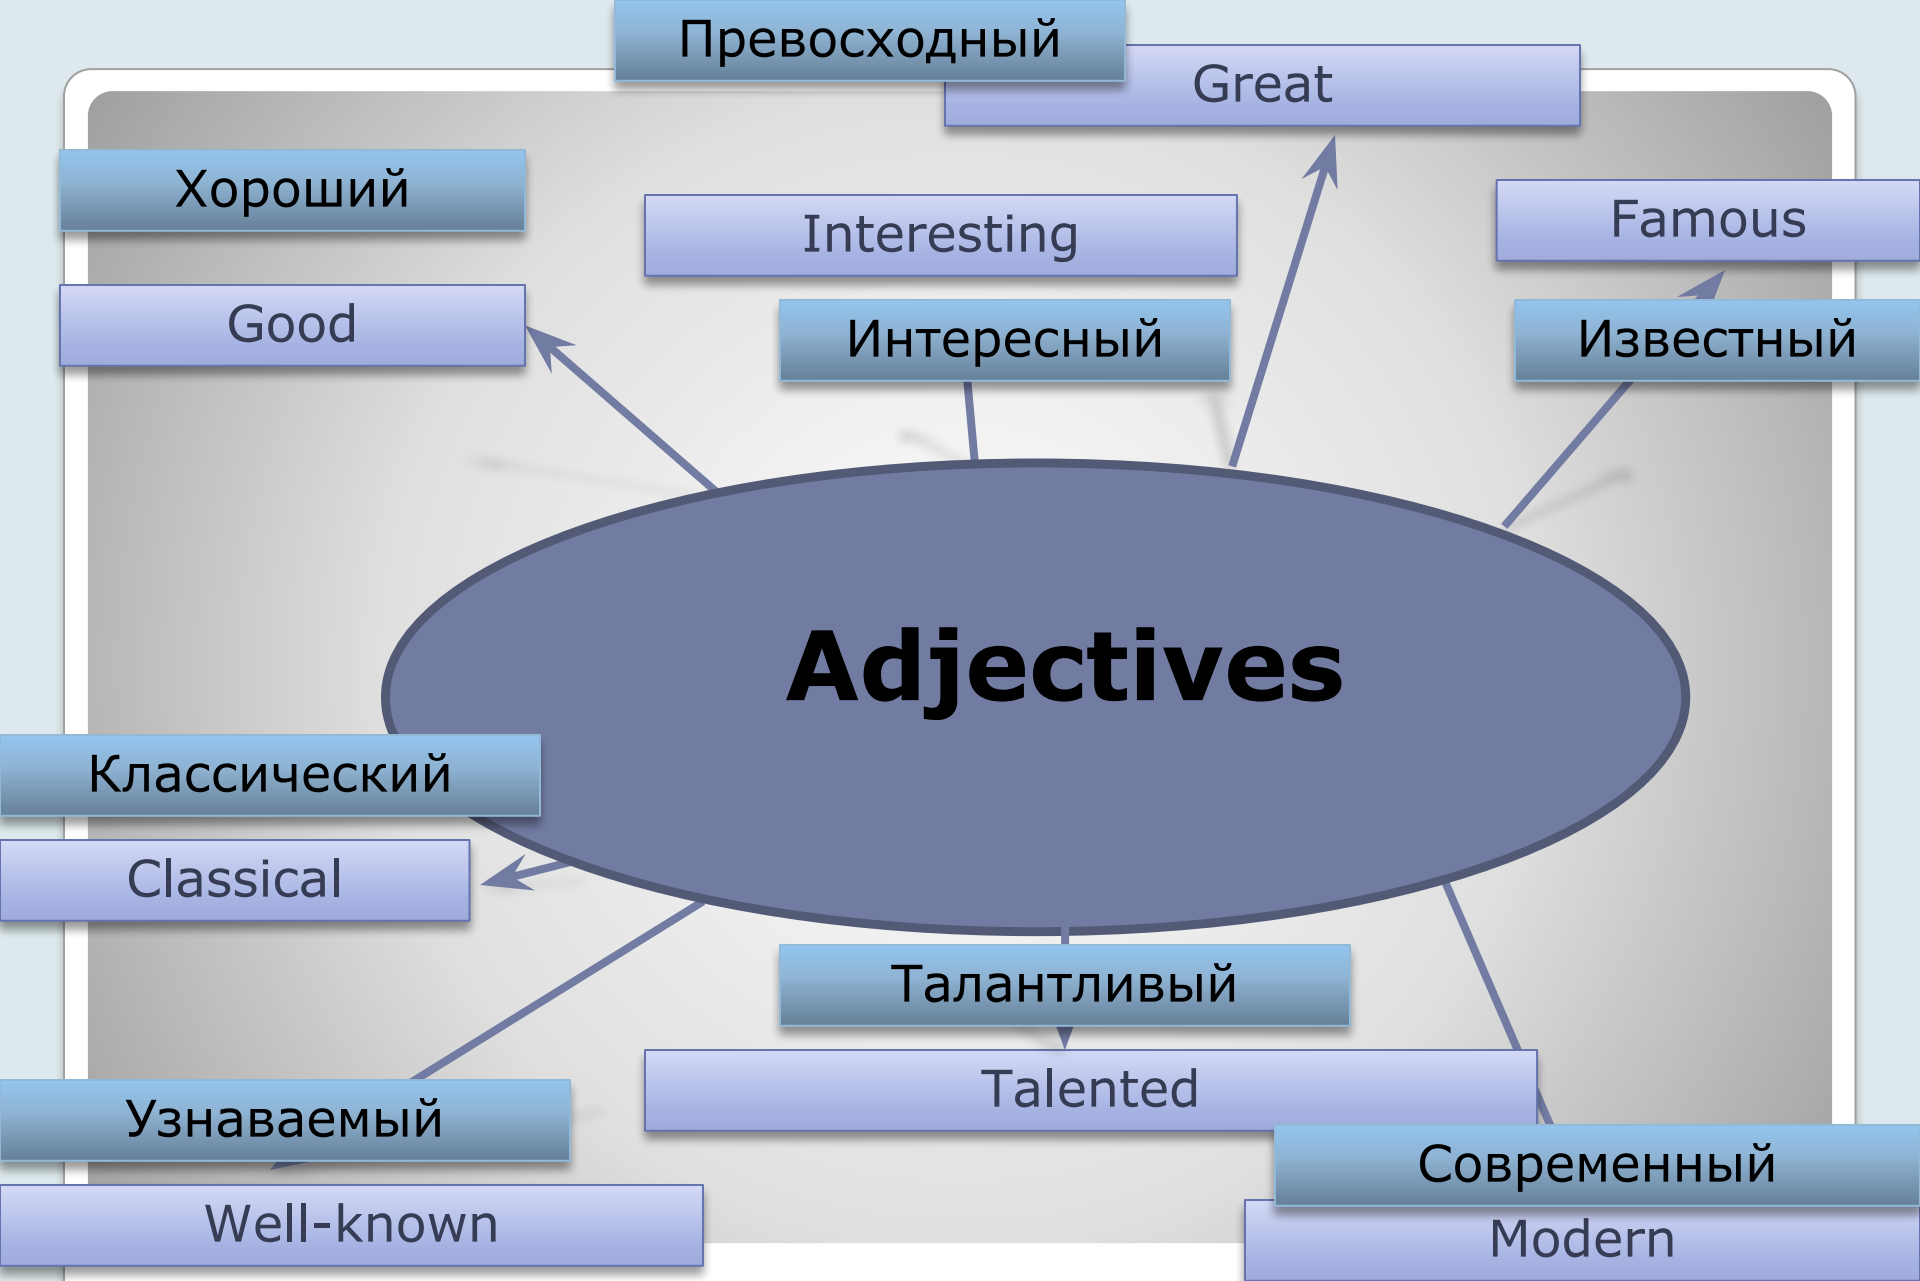 Превосходный
Great
Хороший
Interesting
Famous
Good
Интересный
Известный
Adjectives
Классический
Classical
Талантливый
Talented
Узнаваемый
Современный
Well-known
Modern